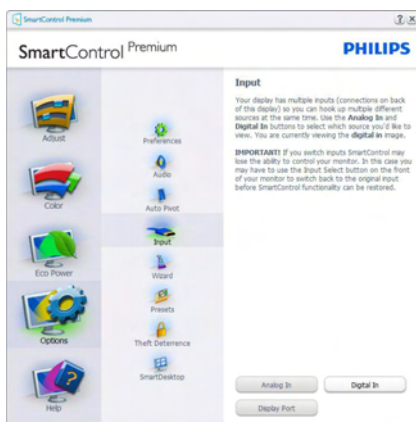 SmartControl Premium
SmartControl Premium
PHILIPS
Adjust
Color
Eco Power
Options
Help
Preferences
Audio
Auto Pivot
Input
Wizard
Presets
Theft Deterrence
SmartDesktop
Input
Your display has multiple inputs (connections on back
of this display) so you can hook up multiple different
sources at the same time. Use the Analog In and
Digital In buttons to select which source you'd like to
view. You are currently viewing the digital in image.
IMPORTANT! If you switch inputs SmartControl may
lose the ability to control your monitor. In this case you
may have to use the Input Select button on the front
of your monitor to switch back to the original input
before SmartControl functionality can be restored.
Analog In
Digital In
Display Port